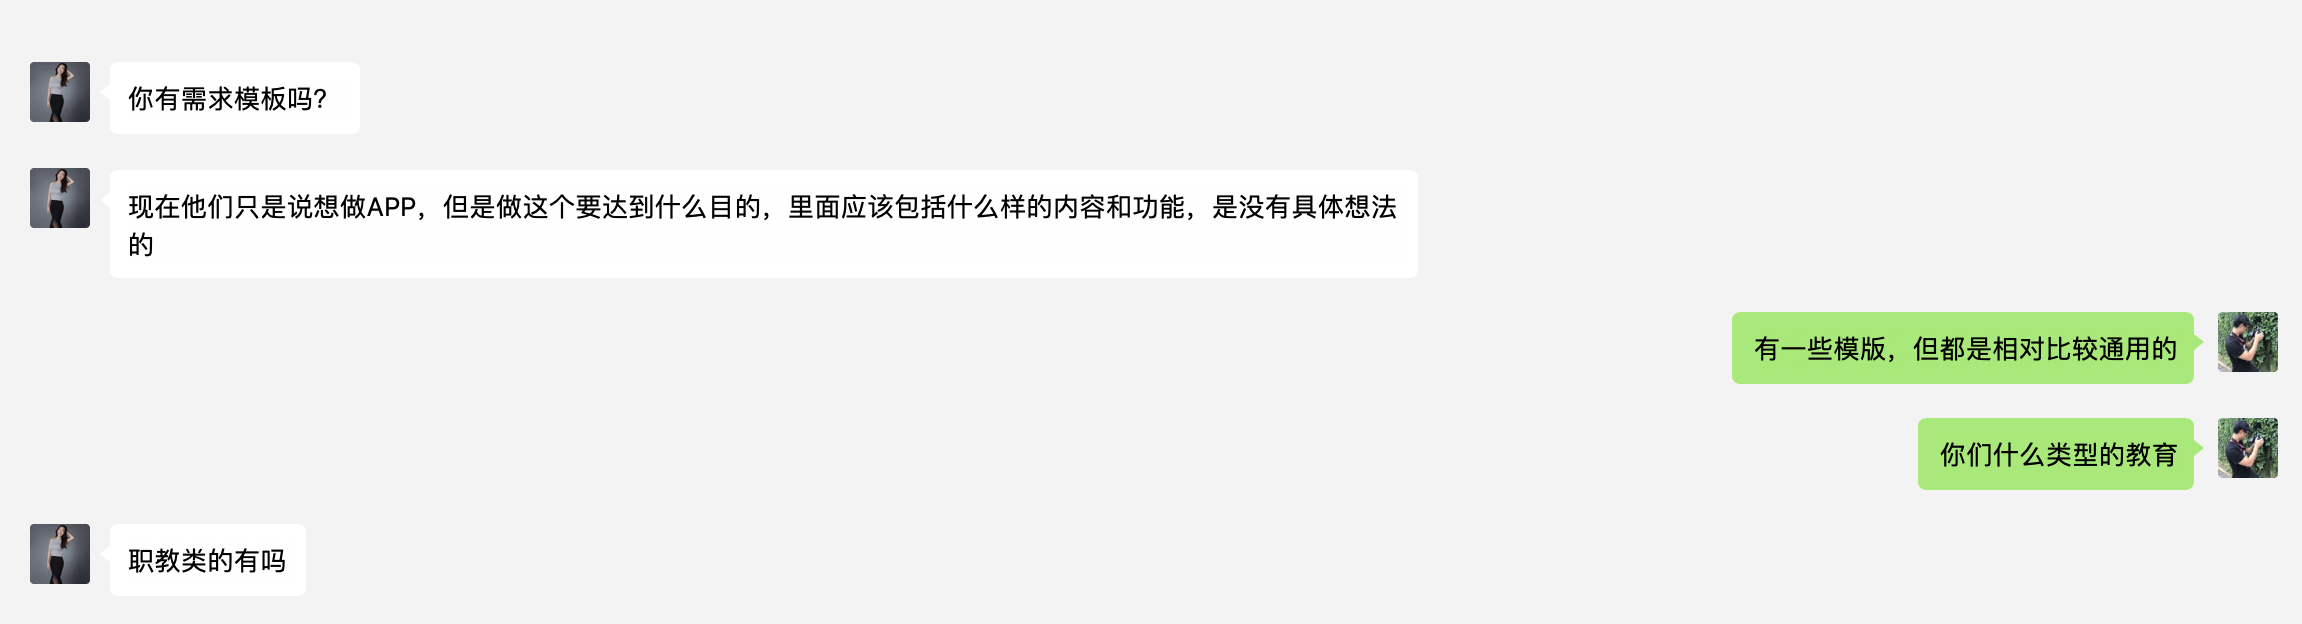 你有需求模板吗?
现在他们只是说想做APP，但是做这个要达到什么目的，里面应该包括什么样的内容和功能，是没有具体想法
的
有一些模版，但都是相对比较通用的
你们什么类型的教育
职教类的有吗